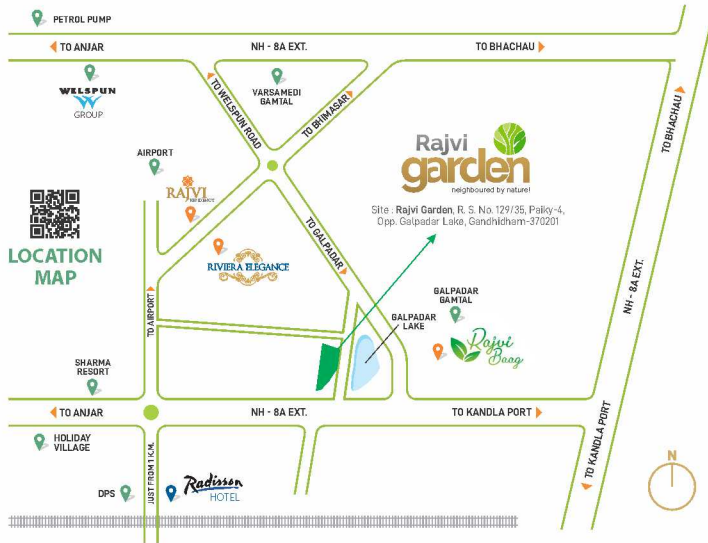 PETROL PUMP
TO ANJAR
NH - 8A EXT.
TO BHACHAU
WELSPUN
GROUP
VARSAMEDI
GAMTAL
TO WELSPUN ROAD
TO BHIMASAR
TO BHACHAU
AIRPORT
RAJVI
RESIDENCY
Rajvi
garden
neighboured by nature!
Site : Rajvi Garden, R. S. No. 129/35, Paiky-4,
Opp. Galpadar Lake, Gandhidham-370201
LOCATION
MAP
RIVIERA ELEGANCE
TO GALPADAR
TO AIRPORT
GALPADAR
LAKE
GALPADAR
GAMTAL
Rajvi
Baag
NH - 8A EXT.
SHARMA
RESORT
TO ANJAR
NH - 8A EXT.
TO KANDLA PORT
TO KANDLA PORT
HOLIDAY
VILLAGE
JUST FROM 1 K.M.
DPS
Radisson
HOTEL
N